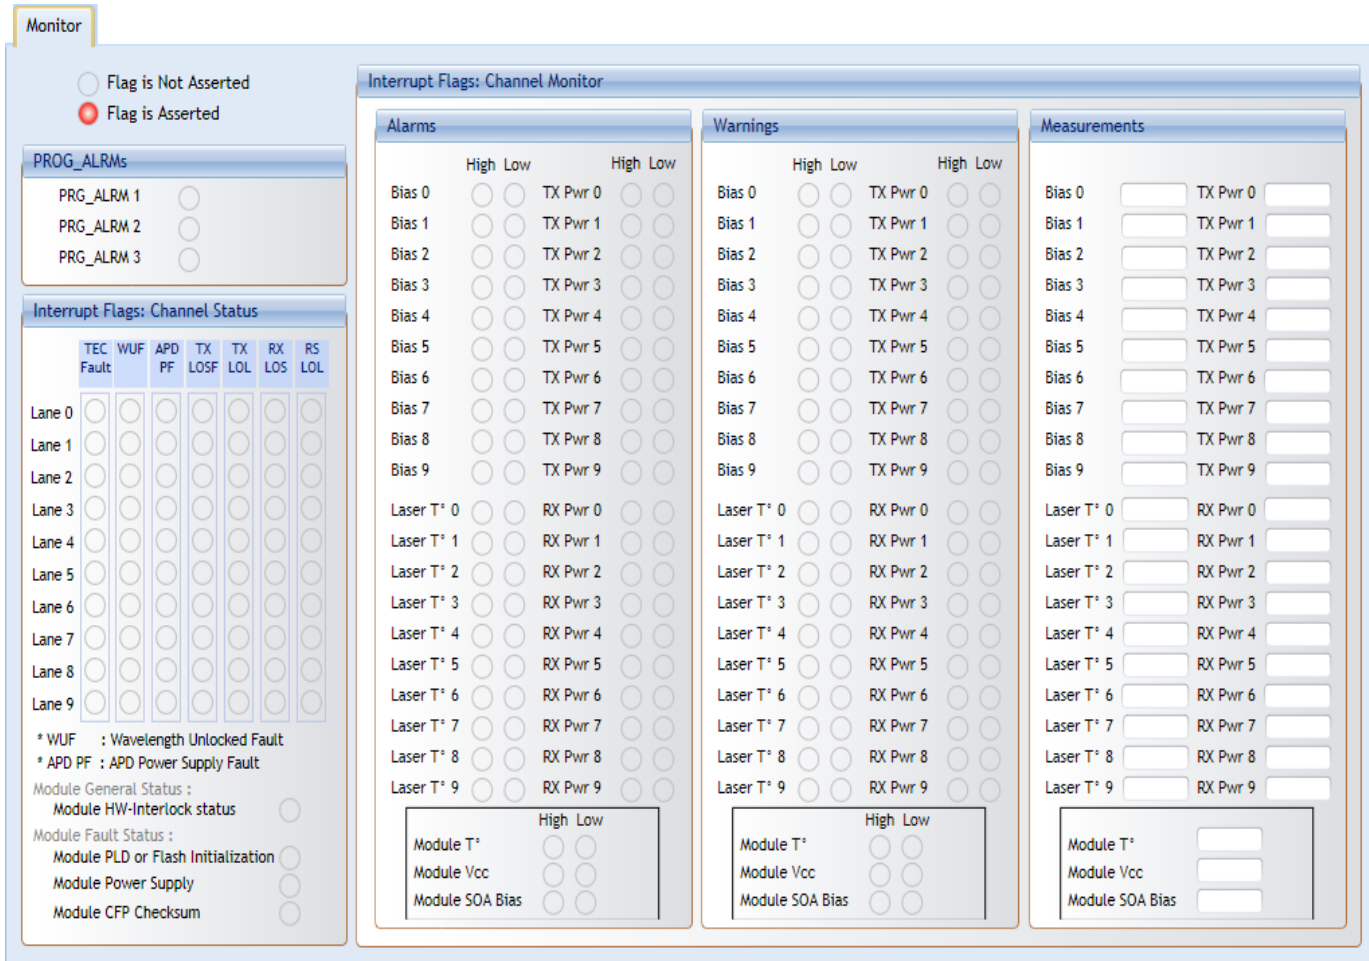 Monitor
Flag is Not Asserted
Flag is Asserted
PROG_ALRMs
PRG_ALRM 1
PRG_ALRM 2
PRG_ALRM 3
Interrupt Flags: Channel Status
TEC Fault WUF APD PF TX LOSF TX LOL RX LOS RS LOL
Lane 0
Lane 1
Lane 2
Lane 3
Lane 4
Lane 5
Lane 6
Lane 7
Lane 8
Lane 9
* WUF : Wavelength Unlocked Fault
* APD PF : APD Power Supply Fault
Module General Status :
Module HW-Interlock status
Module Fault Status :
Module PLD or Flash Initialization
Module Power Supply
Module CFP Checksum
Interrupt Flags: Channel Monitor
Alarms
High Low High Low
Bias 0 TX Pwr 0
Bias 1 TX Pwr 1
Bias 2 TX Pwr 2
Bias 3 TX Pwr 3
Bias 4 TX Pwr 4
Bias 5 TX Pwr 5
Bias 6 TX Pwr 6
Bias 7 TX Pwr 7
Bias 8 TX Pwr 8
Bias 9 TX Pwr 9
Laser T° 0 RX Pwr 0
Laser T° 1 RX Pwr 1
Laser T° 2 RX Pwr 2
Laser T° 3 RX Pwr 3
Laser T° 4 RX Pwr 4
Laser T° 5 RX Pwr 5
Laser T° 6 RX Pwr 6
Laser T° 7 RX Pwr 7
Laser T° 8 RX Pwr 8
Laser T° 9 RX Pwr 9
High Low
Module T°
Module Vcc
Module SOA Bias
Warnings
High Low High Low
Bias 0 TX Pwr 0
Bias 1 TX Pwr 1
Bias 2 TX Pwr 2
Bias 3 TX Pwr 3
Bias 4 TX Pwr 4
Bias 5 TX Pwr 5
Bias 6 TX Pwr 6
Bias 7 TX Pwr 7
Bias 8 TX Pwr 8
Bias 9 TX Pwr 9
Laser T° 0 RX Pwr 0
Laser T° 1 RX Pwr 1
Laser T° 2 RX Pwr 2
Laser T° 3 RX Pwr 3
Laser T° 4 RX Pwr 4
Laser T° 5 RX Pwr 5
Laser T° 6 RX Pwr 6
Laser T° 7 RX Pwr 7
Laser T° 8 RX Pwr 8
Laser T° 9 RX Pwr 9
High Low
Module T°
Module Vcc
Module SOA Bias
Measurements
Bias 0 TX Pwr 0
Bias 1 TX Pwr 1
Bias 2 TX Pwr 2
Bias 3 TX Pwr 3
Bias 4 TX Pwr 4
Bias 5 TX Pwr 5
Bias 6 TX Pwr 6
Bias 7 TX Pwr 7
Bias 8 TX Pwr 8
Bias 9 TX Pwr 9
Laser T° 0 RX Pwr 0
Laser T° 1 RX Pwr 1
Laser T° 2 RX Pwr 2
Laser T° 3 RX Pwr 3
Laser T° 4 RX Pwr 4
Laser T° 5 RX Pwr 5
Laser T° 6 RX Pwr 6
Laser T° 7 RX Pwr 7
Laser T° 8 RX Pwr 8
Laser T° 9 RX Pwr 9
Module T°
Module Vcc
Module SOA Bias